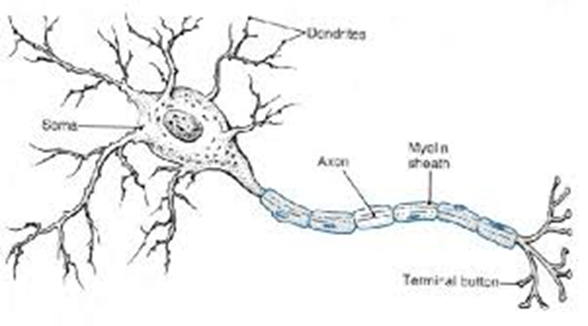 Dendrites
Soma
Axon
Myelin
sheath
Terminal button